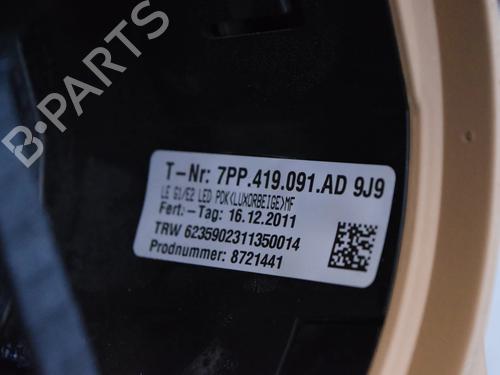 B-PARTS
T-Nr: 7PP.419.091.AD 9J9
LE G1/E2 LED PDK<LUXORBEIGE>MF
Fert.-Tag: 16.12.2011
TRW 6235902311350014
Prodnummer: 8721441